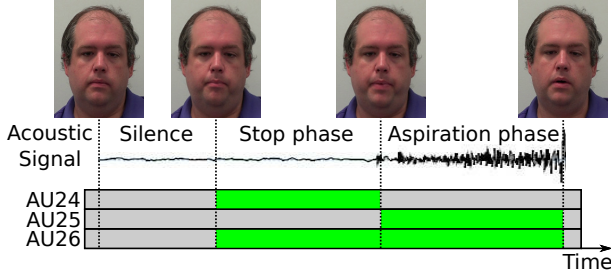 Acoustic Silence Stop phase Aspiration phase
Signal
AU24
AU25
AU26
Time